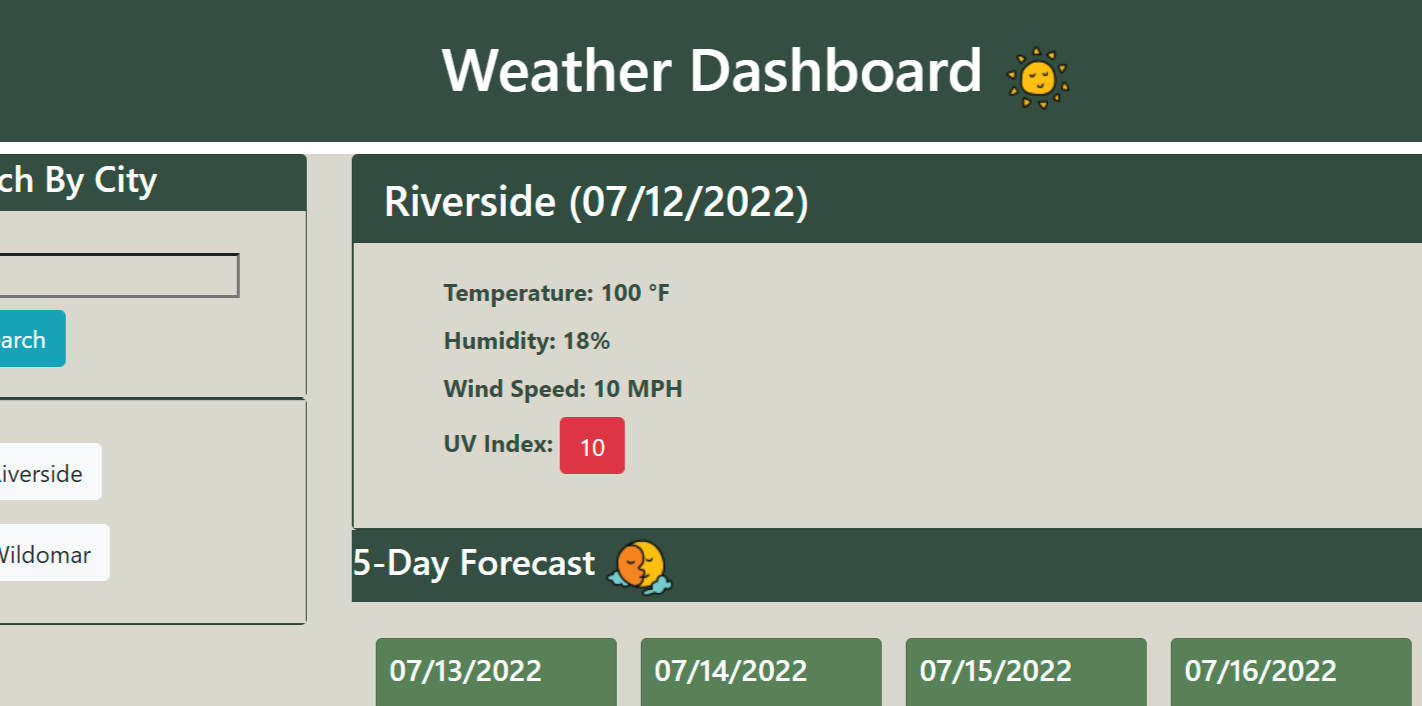 Weather Dashboard
ch By City
arch
iverside
Wildomar
Riverside (07/12/2022)
Temperature: 100 °F
Humidity: 18%
Wind Speed: 10 MPH
UV Index: 10
5-Day Forecast
07/13/2022
07/14/2022
07/15/2022
07/16/2022